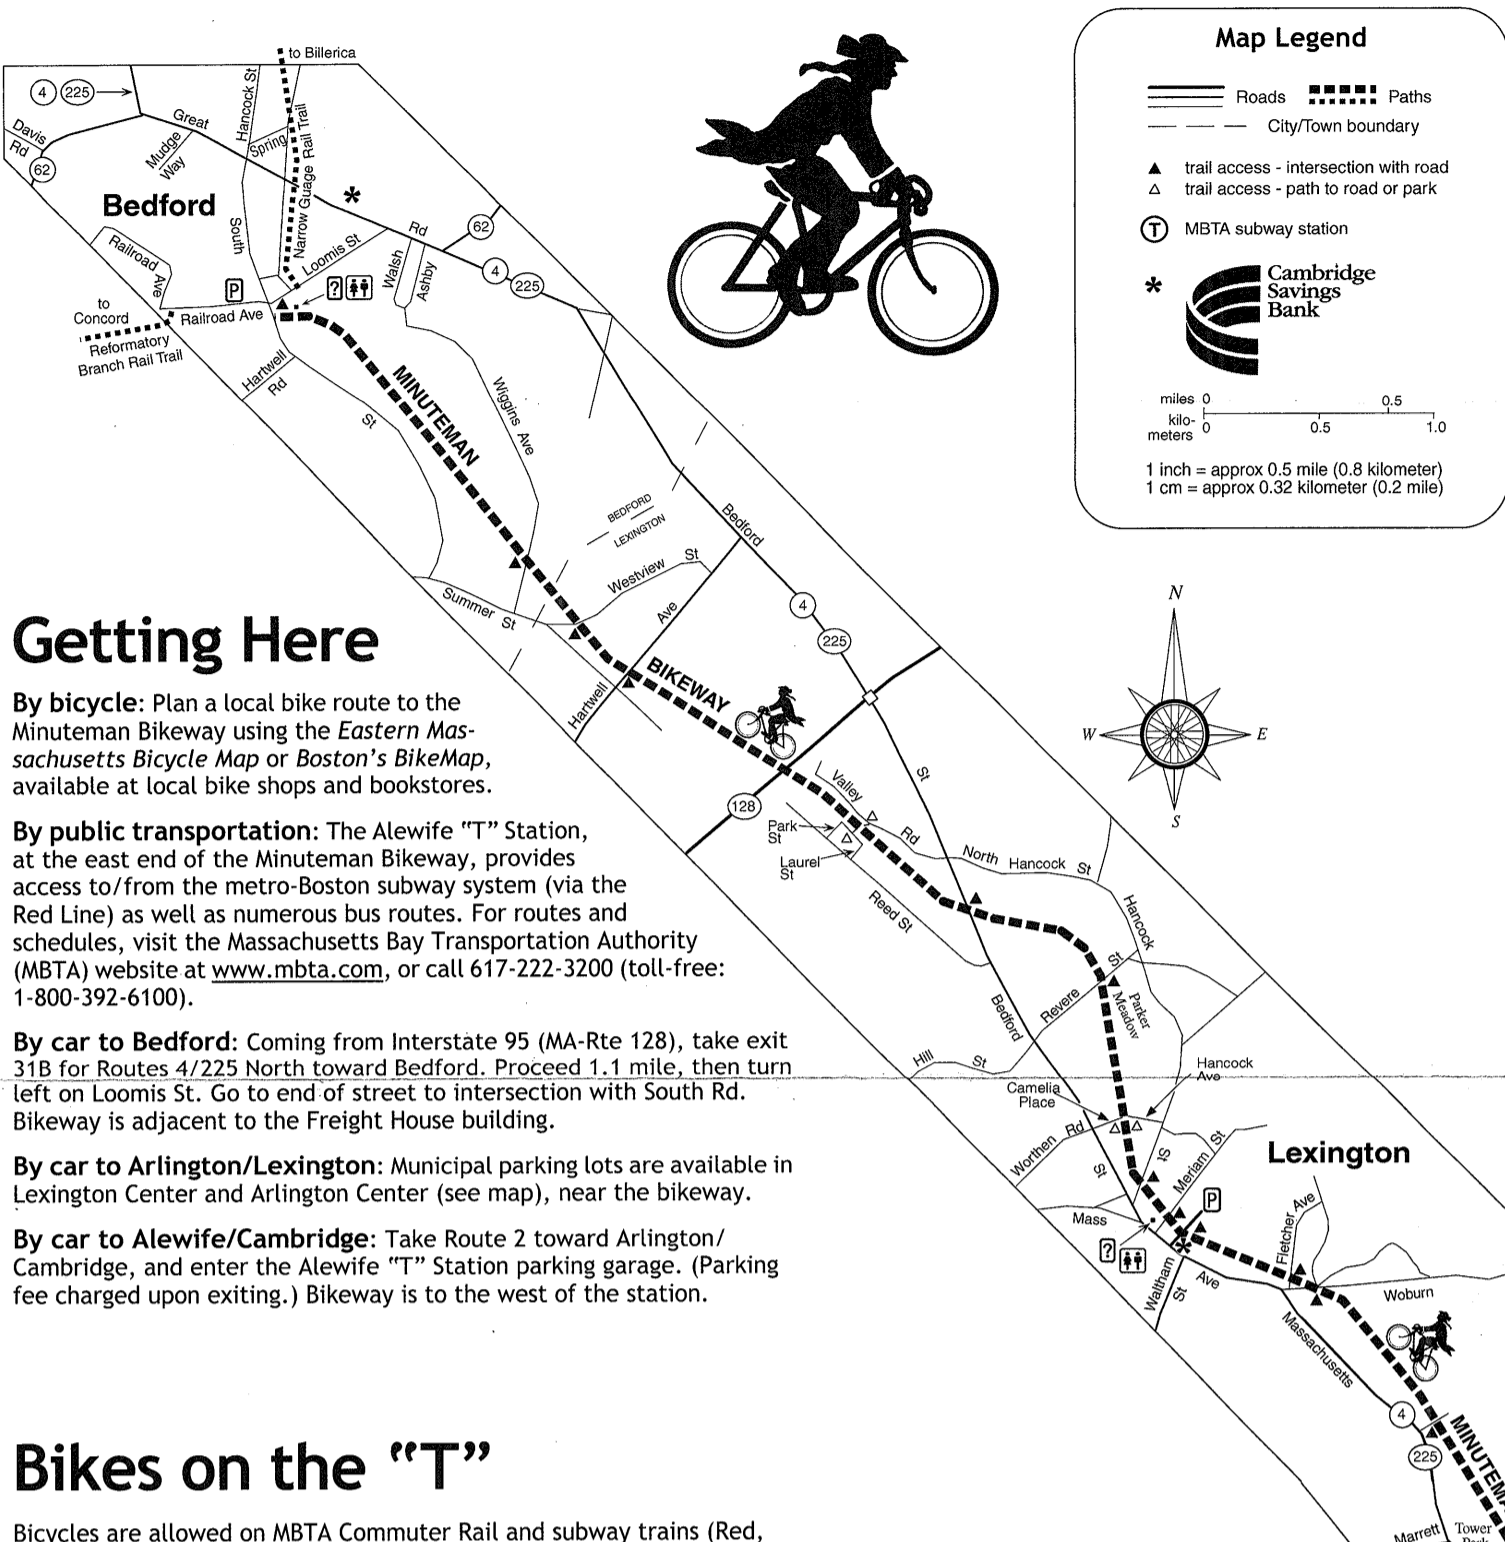 to Billerica
4 225
Hancock St
Great
Davis
Rd
62
Mudge
Way
Spring
Narrow Guage Rail Trail
*
Bedford
South
Rd
62
Loomis St
Walsh
Ashby
4
225
Railroad
Ave
P
?
to
Concord
Railroad Ave
Reformatory
Branch Rail Trail
Hartwell
Rd
St
MINUTEMAN
Wiggins Ave
BEDFORD
LEXINGTON
Bedford
Westview St
Summer St
Ave
4
225
Hartwell
BIKEWAY
128
St
Valley
Rd
Park
St
Laurel
St
North Hancock St
Reed St
Hancock
St
Revere
Parker
Meadow
Bedford
Hill St
Camelia
Place
Hancock
Ave
Worthen Rd
St
St
Meriam St
Lexington
P
Mass
?
*
Waltham
St
Ave
Fletcher Ave
Woburn
Massachusetts
4
225
MINUTEMA
Marrett
Tower
Park
Map Legend
Roads
Paths
City/Town boundary
trail access - intersection with road
trail access - path to road or park
T MBTA subway station
* Cambridge
Savings
Bank
miles 0 0.5
kilo-
meters 0 0.5 1.0
1 inch = approx 0.5 mile (0.8 kilometer)
1 cm = approx 0.32 kilometer (0.2 mile)
N
W E
S
Getting Here
By bicycle: Plan a local bike route to the
Minuteman Bikeway using the Eastern Mas-
sachusetts Bicycle Map or Boston's BikeMap,
available at local bike shops and bookstores.
By public transportation: The Alewife "T" Station,
at the east end of the Minuteman Bikeway, provides
access to/from the metro-Boston subway system (via the
Red Line) as well as numerous bus routes. For routes and
schedules, visit the Massachusetts Bay Transportation Authority
(MBTA) website at www.mbta.com, or call 617-222-3200 (toll-free:
1-800-392-6100).
By car to Bedford: Coming from Interstate 95 (MA-Rte 128), take exit
31B for Routes 4/225 North toward Bedford. Proceed 1.1 mile, then turn
left on Loomis St. Go to end of street to intersection with South Rd.
Bikeway is adjacent to the Freight House building.
By car to Arlington/Lexington: Municipal parking lots are available in
Lexington Center and Arlington Center (see map), near the bikeway.
By car to Alewife/Cambridge: Take Route 2 toward Arlington/
Cambridge, and enter the Alewife "T" Station parking garage. (Parking
fee charged upon exiting.) Bikeway is to the west of the station.
Bikes on the "T"
Bicycles are allowed on MBTA Commuter Rail and subway trains (Red,